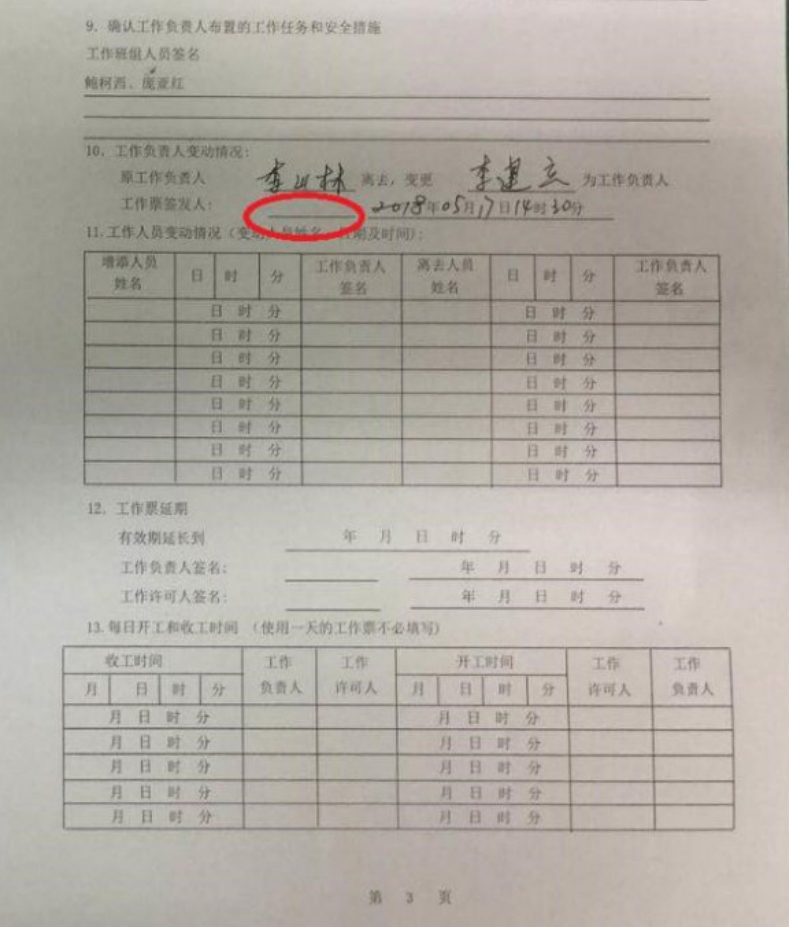 9. 确认工作负责人布置的工作任务和安全措施
工作班组人员签名
鲍柯西、庞亚红
10. 工作负责人变动情况:
原工作负责人 李山林 离去, 变更 李建立 为工作负责人
工作票签发人: 2018年05月17日14时30分
11. 工作人员变动情况(变动人员姓名、日期及时间):
增添人员姓名 日 时 分 工作负责人签名 离去人员姓名 日 时 分 工作负责人签名
日 时 分 日 时 分
日 时 分 日 时 分
日 时 分 日 时 分
日 时 分 日 时 分
日 时 分 日 时 分
日 时 分 日 时 分
日 时 分 日 时 分
日 时 分 日 时 分
12. 工作票延期
有效期延长到 年 月 日 时 分
工作负责人签名: 年 月 日 时 分
工作许可人签名: 年 月 日 时 分
13. 每日开工和收工时间 (使用一天的工作票不必填写)
收工时间 工作负责人 工作许可人 开工时间 工作许可人 工作负责人
月 日 时 分 月 日 时 分
月 日 时 分 月 日 时 分
月 日 时 分 月 日 时 分
月 日 时 分 月 日 时 分
月 日 时 分 月 日 时 分
月 日 时 分 月 日 时 分
第 3 页